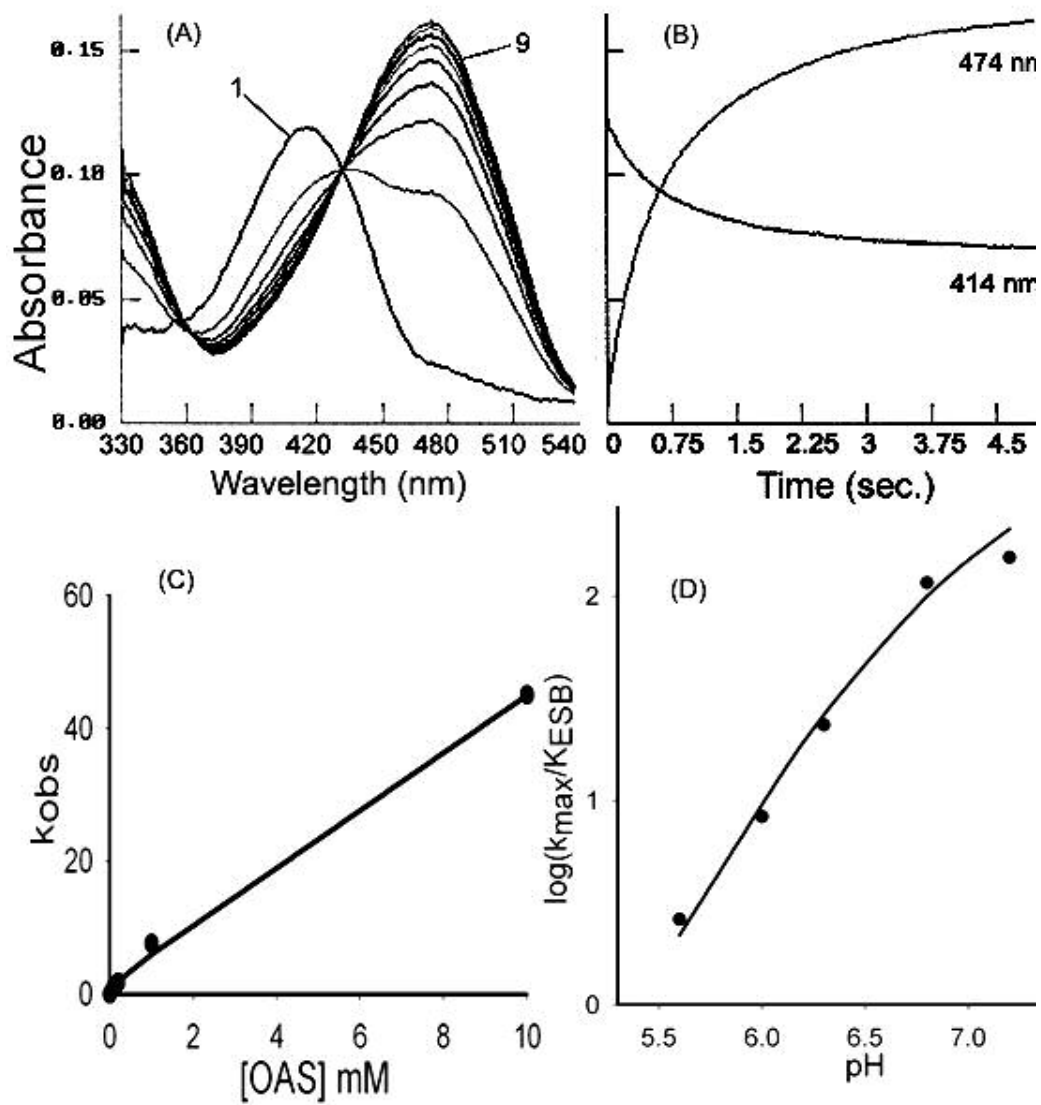 (A)
(B)
0.15
0.10
0.05
0.00
1
9
474 nm
414 nm
Absorbance
330 360 390 420 450 480 510 540
0 0.75 1.5 2.25 3 3.75 4.5
Wavelength (nm)
Time (sec.)
(C)
(D)
60
40
20
0
kobs
0 2 4 6 8 10
[OAS] mM
2
1
0
log(kmax/KESB)
5.5 6.0 6.5 7.0
pH